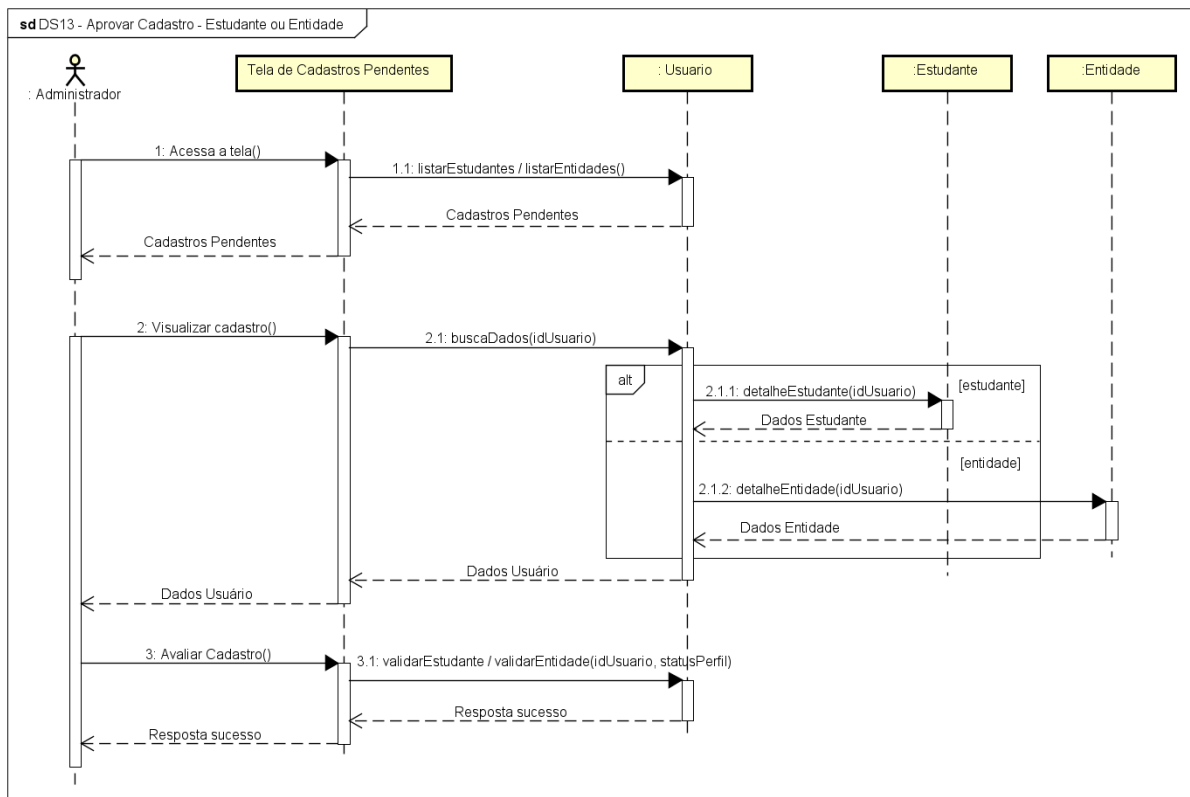 sd DS13 - Aprovar Cadastro - Estudante ou Entidade
: Administrador
Tela de Cadastros Pendentes
: Usuario
:Estudante
:Entidade
1: Acessa a tela()
1.1: listarEstudantes / listarEntidades()
Cadastros Pendentes
Cadastros Pendentes
2: Visualizar cadastro()
2.1: buscaDados(idUsuario)
alt
[estudante]
2.1.1: detalheEstudante(idUsuario)
Dados Estudante
[entidade]
2.1.2: detalheEntidade(idUsuario)
Dados Entidade
Dados Usuário
Dados Usuário
3: Avaliar Cadastro()
3.1: validarEstudante / validarEntidade(idUsuario, statusPerfil)
Resposta sucesso
Resposta sucesso